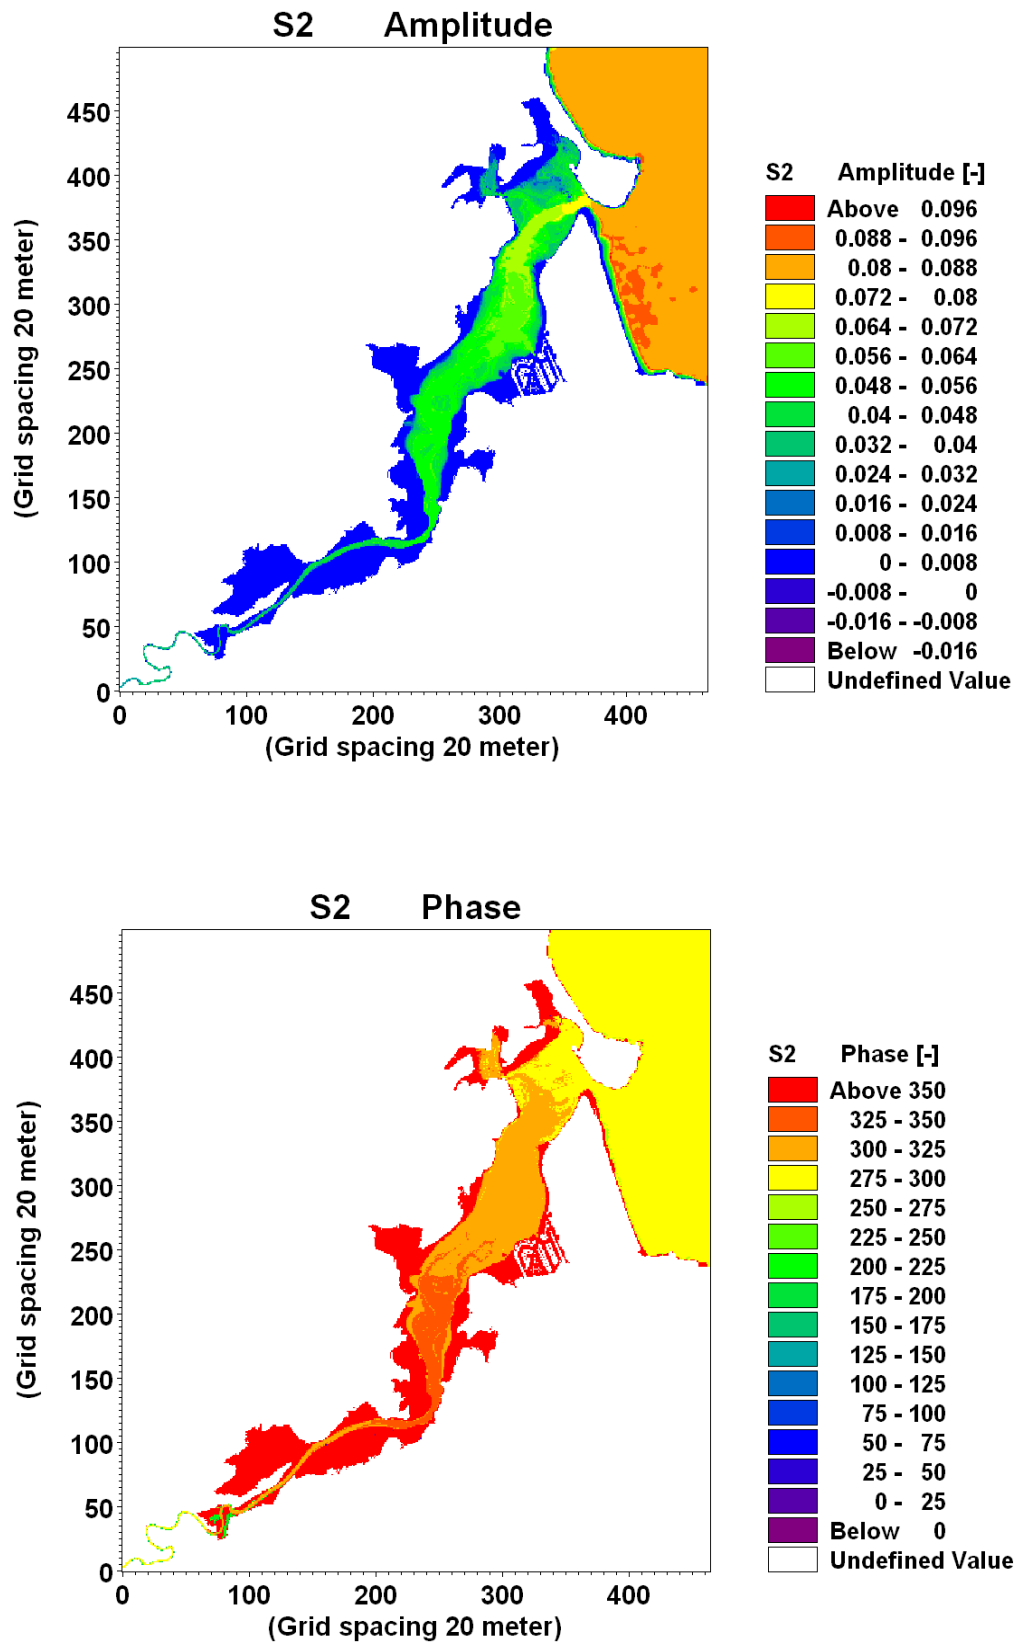 S2 Amplitude
450
400
350
300
250
200
150
100
50
0
(Grid spacing 20 meter)
0 100 200 300 400
(Grid spacing 20 meter)
S2 Amplitude [-]
Above 0.096
0.088 - 0.096
0.08 - 0.088
0.072 - 0.08
0.064 - 0.072
0.056 - 0.064
0.048 - 0.056
0.04 - 0.048
0.032 - 0.04
0.024 - 0.032
0.016 - 0.024
0.008 - 0.016
0 - 0.008
-0.008 - 0
-0.016 - -0.008
Below -0.016
Undefined Value
S2 Phase
450
400
350
300
250
200
150
100
50
0
(Grid spacing 20 meter)
0 100 200 300 400
(Grid spacing 20 meter)
S2 Phase [-]
Above 350
325 - 350
300 - 325
275 - 300
250 - 275
225 - 250
200 - 225
175 - 200
150 - 175
125 - 150
100 - 125
75 - 100
50 - 75
25 - 50
0 - 25
Below 0
Undefined Value